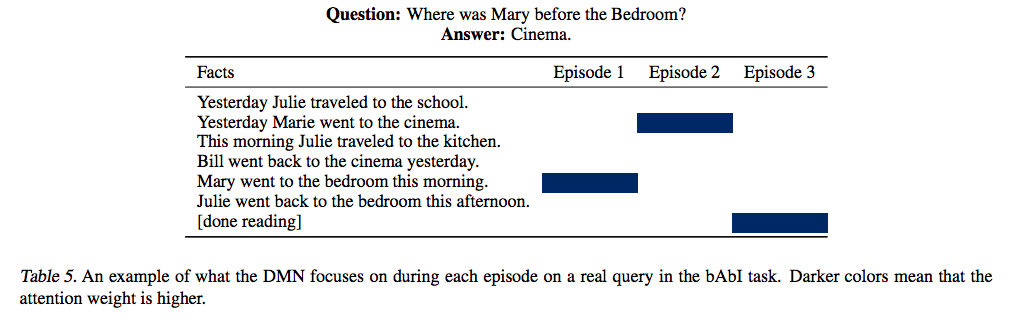 Question: Where was Mary before the Bedroom?
Answer: Cinema.
Facts Episode 1 Episode 2 Episode 3
Yesterday Julie traveled to the school.
Yesterday Marie went to the cinema.
This morning Julie traveled to the kitchen.
Bill went back to the cinema yesterday.
Mary went to the bedroom this morning.
Julie went back to the bedroom this afternoon.
[done reading]
Table 5. An example of what the DMN focuses on during each episode on a real query in the bAbI task. Darker colors mean that the
attention weight is higher.